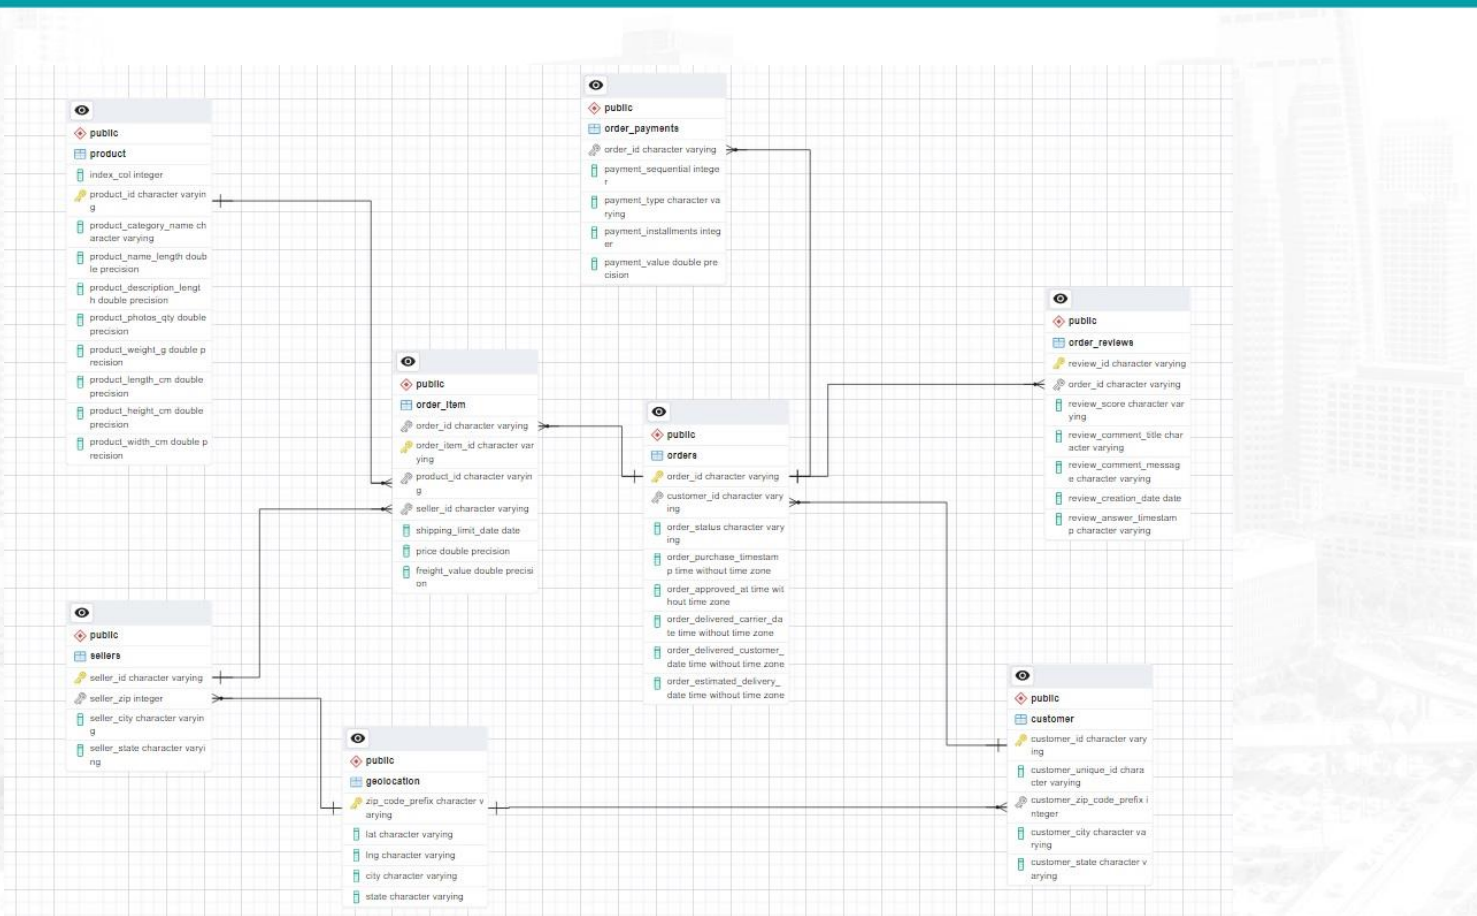 public
product
index_col integer
product_id character varyin
g
product_category_name ch
aracter varying
product_name_length doub
le precision
product_description_lengt
h double precision
product_photos_qty double
precision
product_weight_g double p
recision
product_length_cm double
precision
product_height_cm double
precision
product_width_cm double p
recision
public
order_payments
order_id character varying
payment_sequential intege
r
payment_type character va
rying
payment_installments integ
er
payment_value double pre
cision
public
order_reviews
review_id character varying
order_id character varying
review_score character var
ying
review_comment_title char
acter varying
review_comment_messag
e character varying
review_creation_date date
review_answer_timestam
p character varying
public
order_item
order_id character varying
order_item_id character var
ying
product_id character varyin
g
seller_id character varying
shipping_limit_date date
price double precision
freight_value double precisi
on
public
orders
order_id character varying
customer_id character vary
ing
order_status character vary
ing
order_purchase_timestam
p time without time zone
order_approved_at time wit
hout time zone
order_delivered_carrier_da
te time without time zone
order_delivered_customer_
date time without time zone
order_estimated_delivery_
date time without time zone
public
sellers
seller_id character varying
seller_zip integer
seller_city character varyin
g
seller_state character varyi
ng
public
geolocation
zip_code_prefix character v
arying
lat character varying
lng character varying
city character varying
state character varying
public
customer
customer_id character vary
ing
customer_unique_id chara
cter varying
customer_zip_code_prefix i
nteger
customer_city character va
rying
customer_state character v
arying